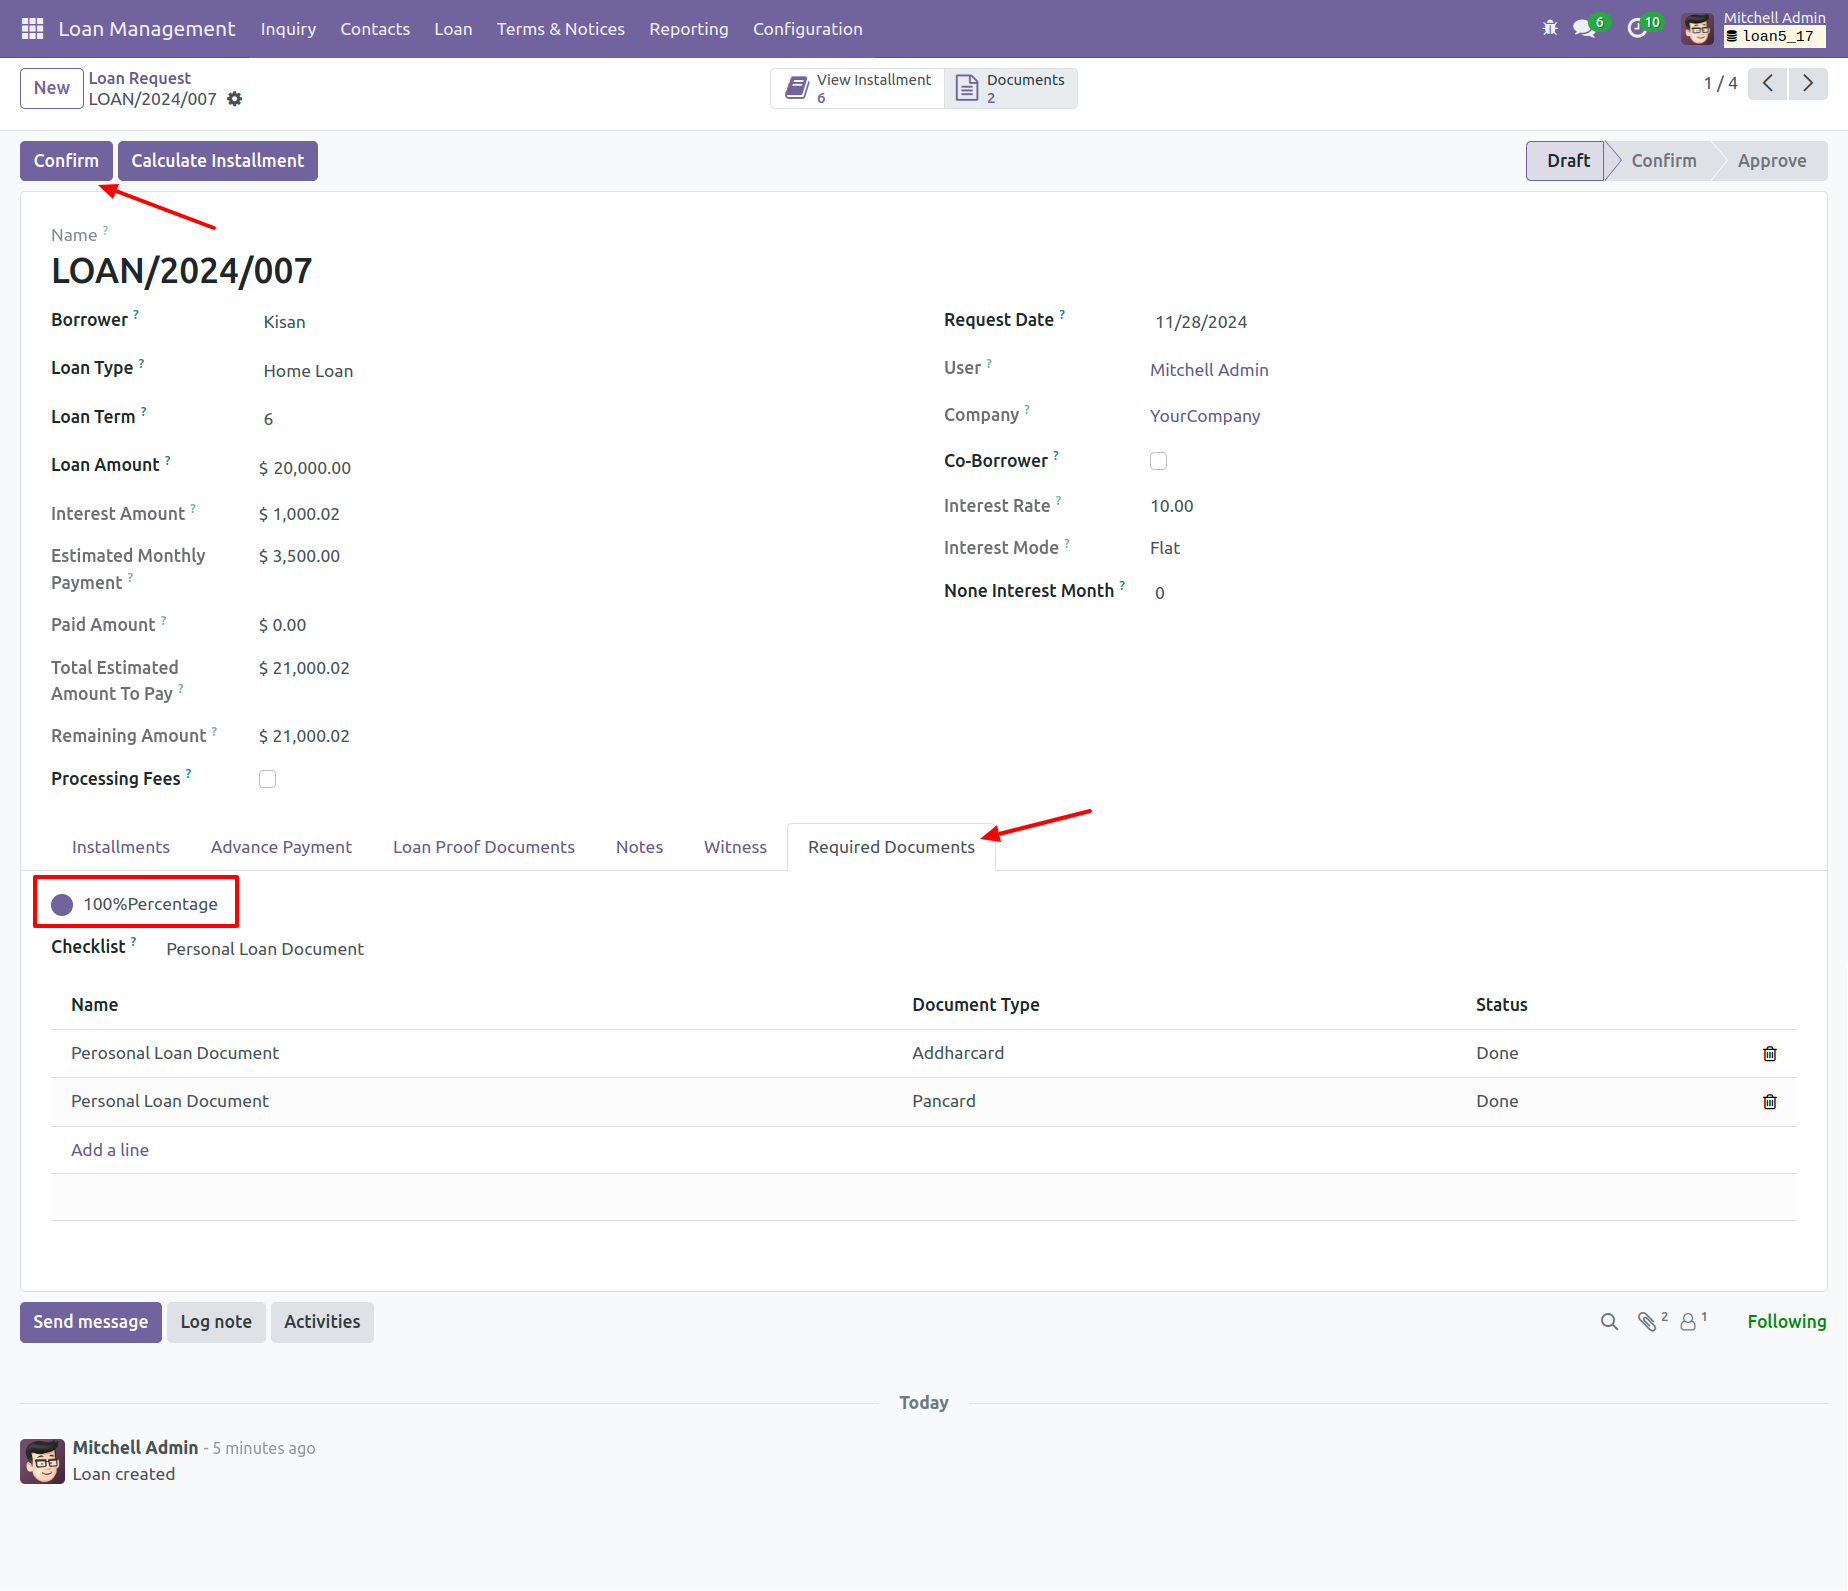 Loan Management Inquiry Contacts Loan Terms & Notices Reporting Configuration 6 10 Mitchell Admin
loan5_17
New Loan Request View Installment Documents 1 / 4
LOAN/2024/007 6 2
Confirm Calculate Installment Draft Confirm Approve
Name ?
LOAN/2024/007
Borrower ? Kisan Request Date ? 11/28/2024
Loan Type ? Home Loan User ? Mitchell Admin
Loan Term ? 6 Company ? YourCompany
Loan Amount ? $ 20,000.00 Co-Borrower ?
Interest Amount ? $ 1,000.02 Interest Rate ? 10.00
Estimated Monthly $ 3,500.00 Interest Mode ? Flat
Payment ? None Interest Month ? 0
Paid Amount ? $ 0.00
Total Estimated $ 21,000.02
Amount To Pay ?
Remaining Amount ? $ 21,000.02
Processing Fees ?
Installments Advance Payment Loan Proof Documents Notes Witness Required Documents
100%Percentage
Checklist ? Personal Loan Document
Name Document Type Status
Perosonal Loan Document Addharcard Done
Personal Loan Document Pancard Done
Add a line
Send message Log note Activities 2 1 Following
Today
Mitchell Admin - 5 minutes ago
Loan created